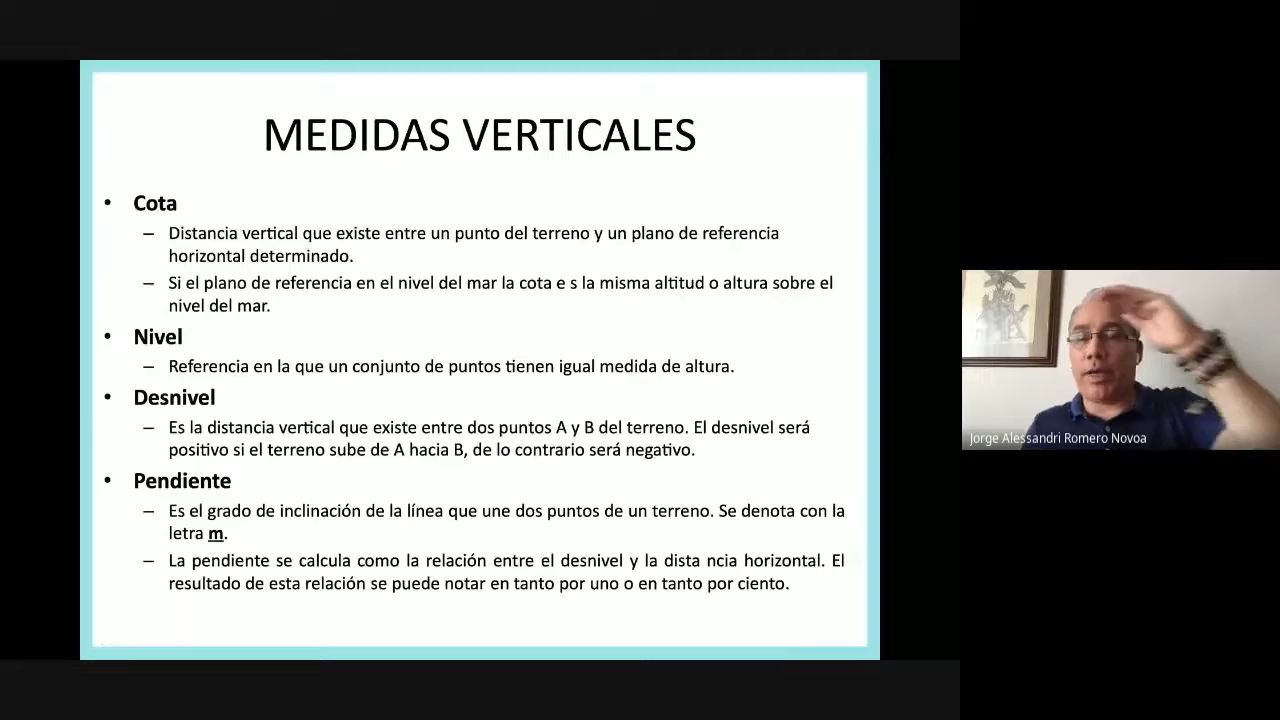 MEDIDAS VERTICALES
• Cota
– Distancia vertical que existe entre un punto del terreno y un plano de referencia
horizontal determinado.
– Si el plano de referencia en el nivel del mar la cota e s la misma altitud o altura sobre el
nivel del mar.
• Nivel
– Referencia en la que un conjunto de puntos tienen igual medida de altura.
• Desnivel
– Es la distancia vertical que existe entre dos puntos A y B del terreno. El desnivel será
positivo si el terreno sube de A hacia B, de lo contrario será negativo.
• Pendiente
– Es el grado de inclinación de la línea que une dos puntos de un terreno. Se denota con la
letra m.
– La pendiente se calcula como la relación entre el desnivel y la dista ncia horizontal. El
resultado de esta relación se puede notar en tanto por uno o en tanto por ciento.
Jorge Alessandri Romero Novoa